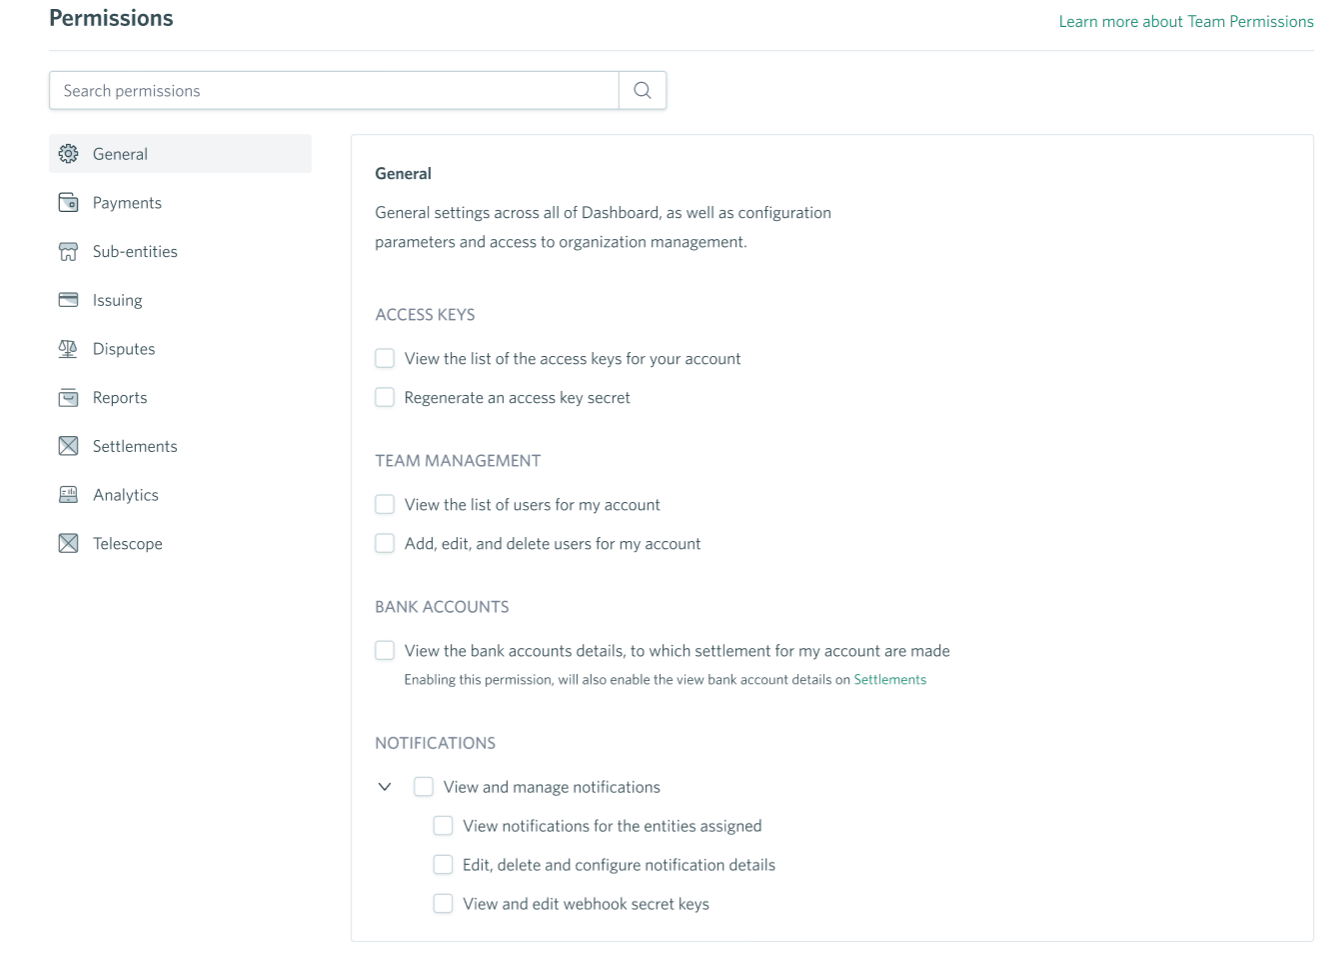 Permissions
Learn more about Team Permissions
Search permissions
General
Payments
Sub-entities
Issuing
Disputes
Reports
Settlements
Analytics
Telescope
General
General settings across all of Dashboard, as well as configuration
parameters and access to organization management.
ACCESS KEYS
View the list of the access keys for your account
Regenerate an access key secret
TEAM MANAGEMENT
View the list of users for my account
Add, edit, and delete users for my account
BANK ACCOUNTS
View the bank accounts details, to which settlement for my account are made
Enabling this permission, will also enable the view bank account details on Settlements
NOTIFICATIONS
View and manage notifications
View notifications for the entities assigned
Edit, delete and configure notification details
View and edit webhook secret keys